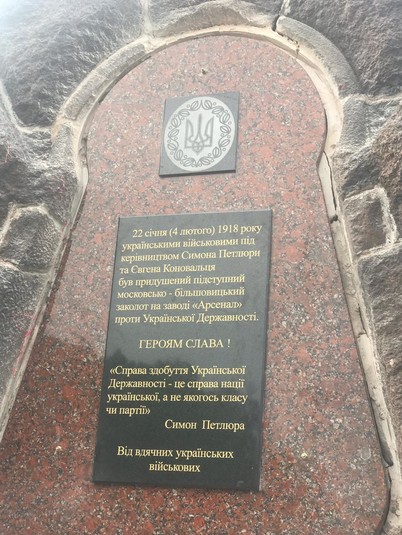 22 січня (4 лютого) 1918 року
українськими військовими під
керівництвом Симона Петлюри
та Євгена Коновальця
був придушений підступний
московсько - більшовицький
заколот на заводі «Арсенал»
проти Української Державності.
ГЕРОЯМ СЛАВА !
«Справа здобуття Української
Державності - це справа нації
української, а не якогось класу
чи партії»
Симон Петлюра
Від вдячних українських
військових